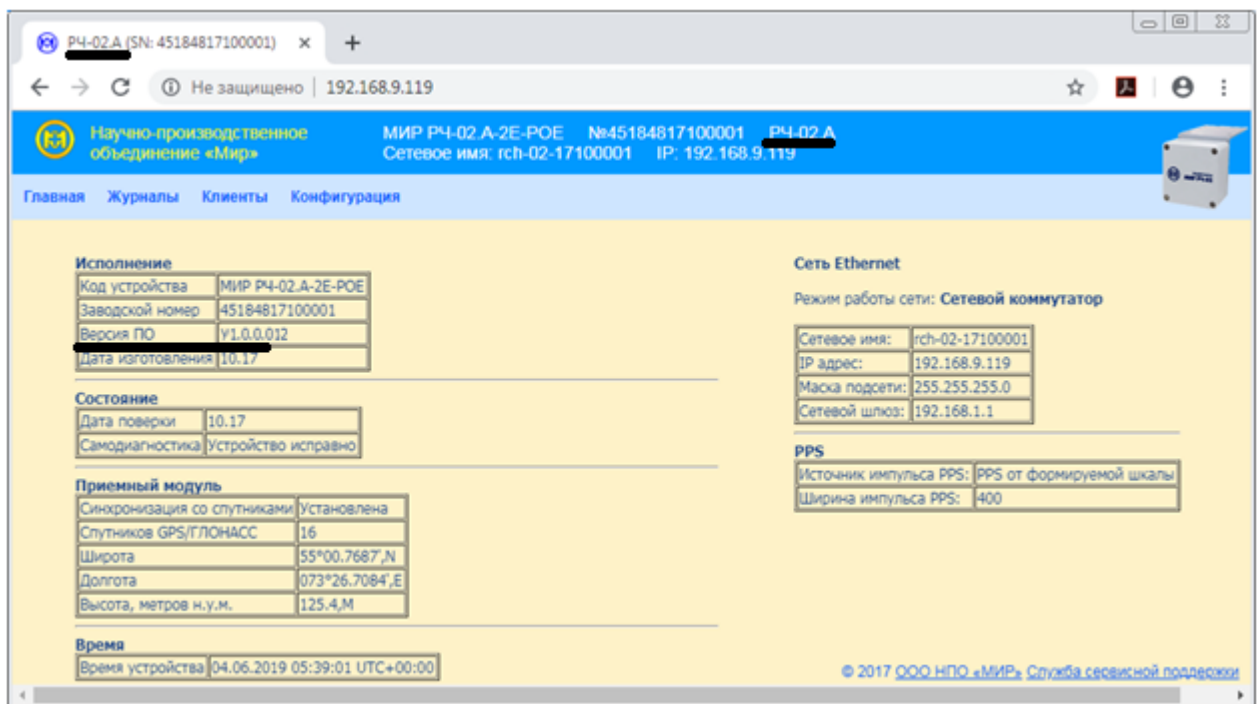 РЧ-02.А (SN: 45184817100001)
Не защищено | 192.168.9.119
Научно-производственное объединение «Мир»
МИР РЧ-02.А-2Е-РОЕ №45184817100001 РЧ-02.А
Сетевое имя: rch-02-17100001 IP: 192.168.9.119
Главная Журналы Клиенты Конфигурация
Исполнение
Код устройства МИР РЧ-02.А-2Е-РОЕ
Заводской номер 45184817100001
Версия ПО V1.0.0.012
Дата изготовления 10.17
Состояние
Дата поверки 10.17
Самодиагностика Устройство исправно
Приемный модуль
Синхронизация со спутниками Установлена
Спутников GPS/ГЛОНАСС 16
Широта 55°00.7687',N
Долгота 073°26.7084',E
Высота, метров н.у.м. 125.4,M
Время
Время устройства 04.06.2019 05:39:01 UTC+00:00
Сеть Ethernet
Режим работы сети: Сетевой коммутатор
Сетевое имя: rch-02-17100001
IP адрес: 192.168.9.119
Маска подсети: 255.255.255.0
Сетевой шлюз: 192.168.1.1
PPS
Источник импульса PPS: PPS от формируемой шкалы
Ширина импульса PPS: 400
© 2017 ООО НПО «МИР» Служба сервисной поддержки